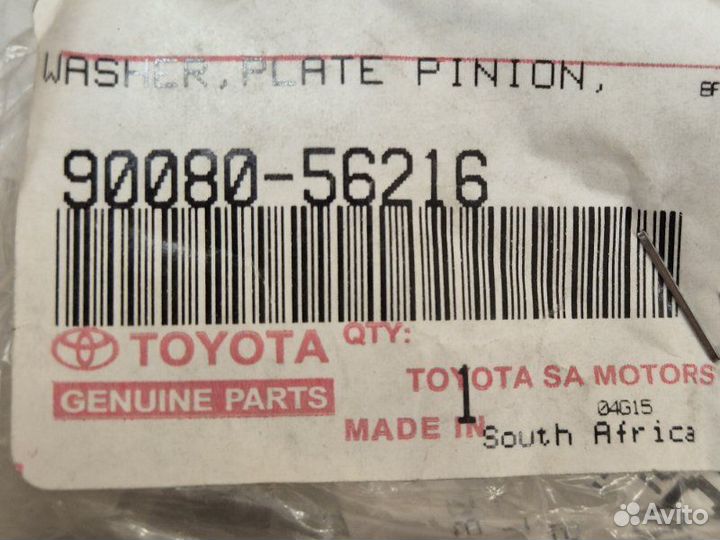 WASHER,PLATE PINION,
90080-56216
TOYOTA
GENUINE PARTS
QTY:
1
TOYOTA SA MOTORS
04G15
MADE IN South Africa
Avito